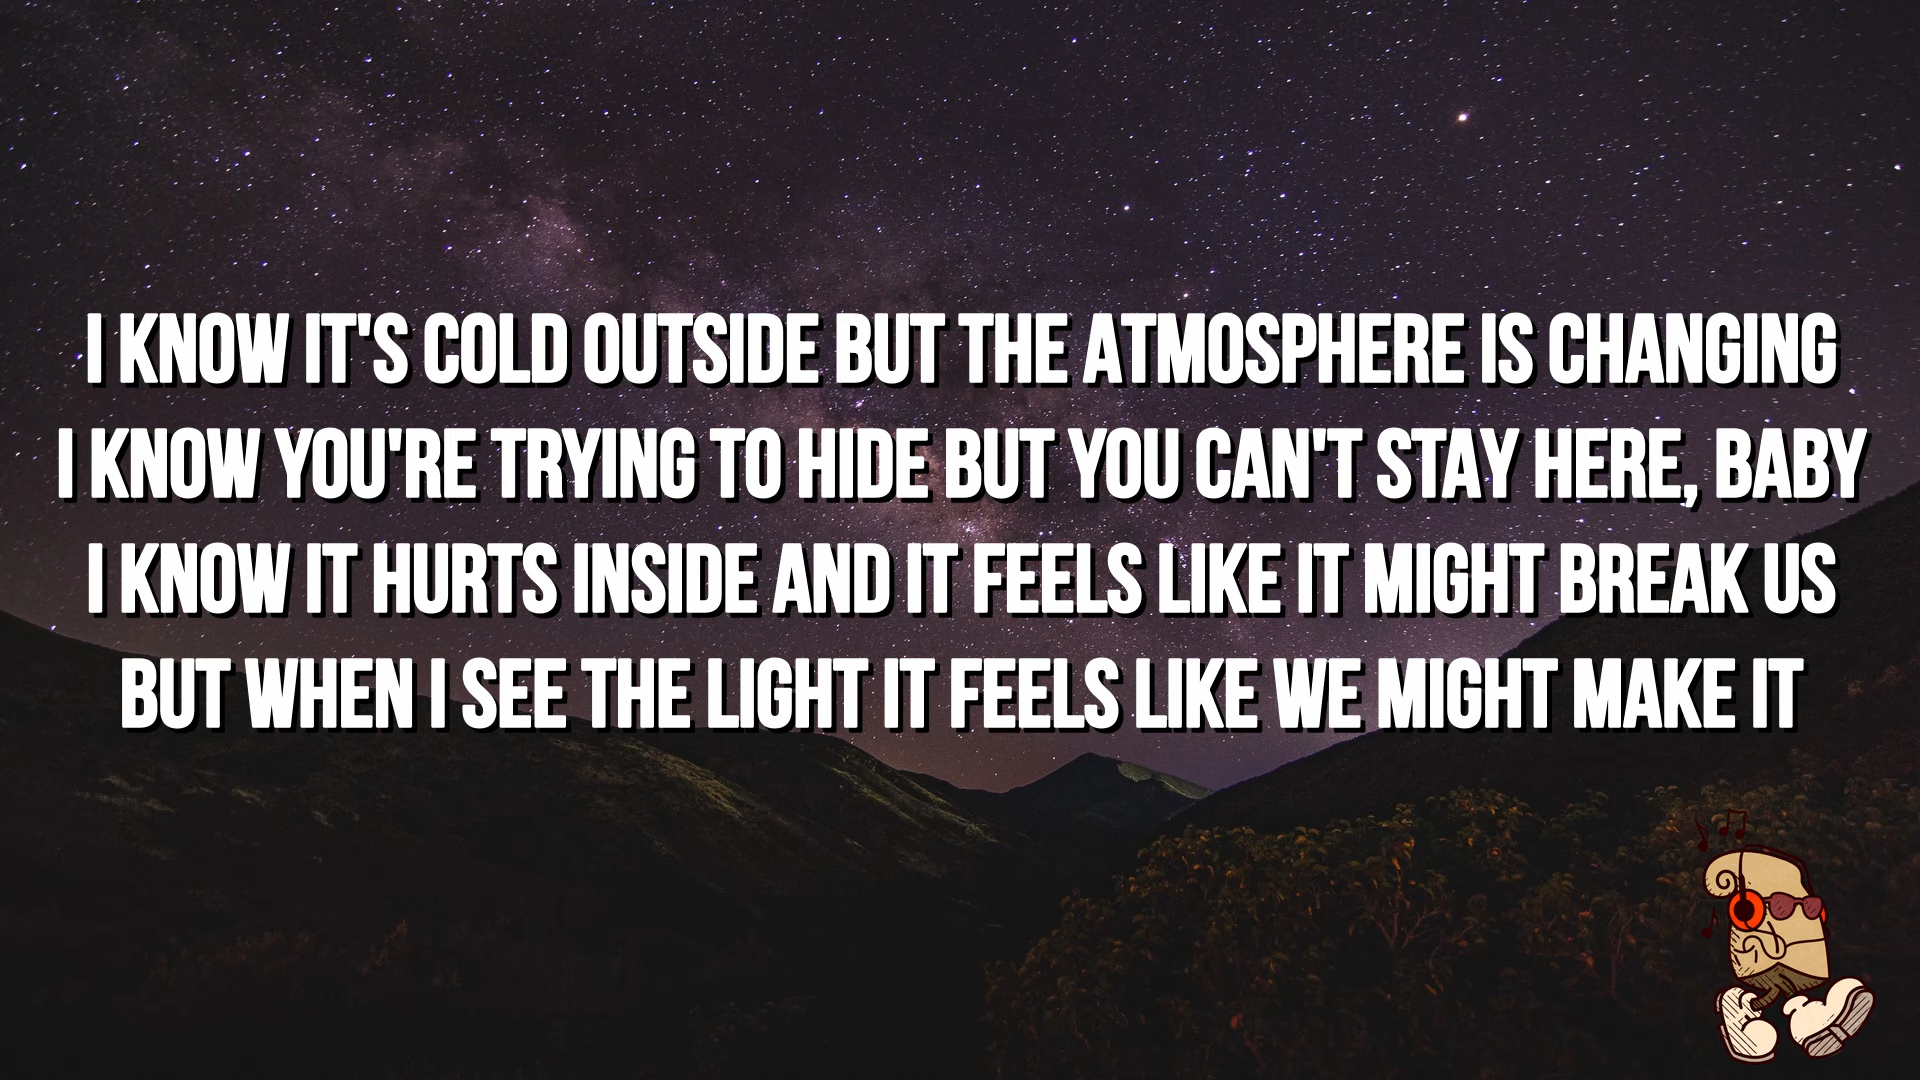 I KNOW IT'S COLD OUTSIDE BUT THE ATMOSPHERE IS CHANGING
I KNOW YOU'RE TRYING TO HIDE BUT YOU CAN'T STAY HERE, BABY
I KNOW IT HURTS INSIDE AND IT FEELS LIKE IT MIGHT BREAK US
BUT WHEN I SEE THE LIGHT IT FEELS LIKE WE MIGHT MAKE IT